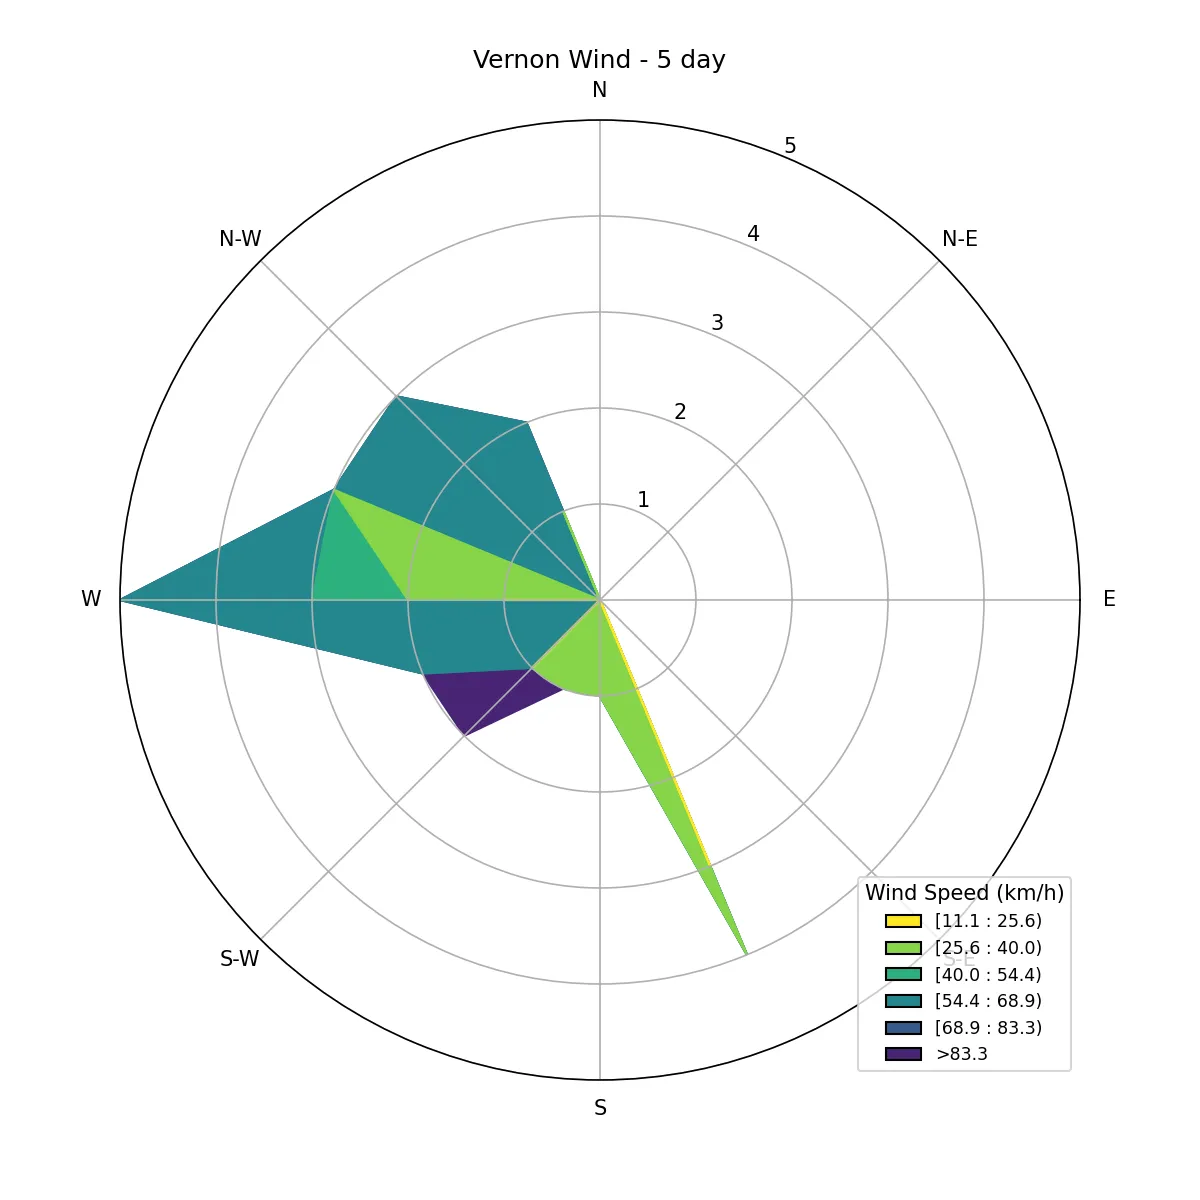 Vernon Wind - 5 day
N
5
N-W
N-E
4
3
2
1
W
E
S-W
S-E
Wind Speed (km/h)
[11.1 : 25.6)
[25.6 : 40.0)
[40.0 : 54.4)
[54.4 : 68.9)
[68.9 : 83.3)
>83.3
S